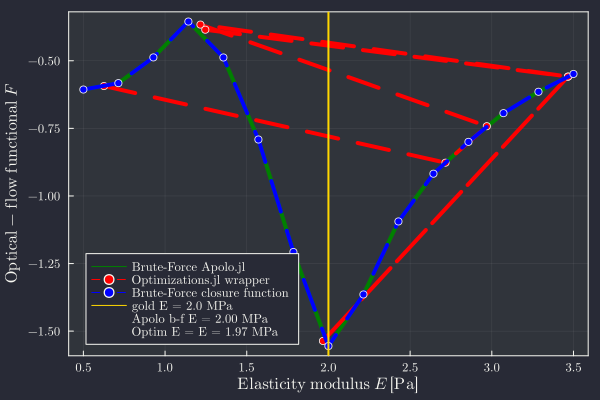 Optical − flow functional F
−0.50
−0.75
−1.00
−1.25
−1.50
Brute-Force Apolo.jl
Optimizations.jl wrapper
Brute-Force closure function
gold E = 2.0 MPa
Apolo b-f E = 2.00 MPa
Optim E = E = 1.97 MPa
0.5 1.0 1.5 2.0 2.5 3.0 3.5
Elasticity modulus E [Pa]